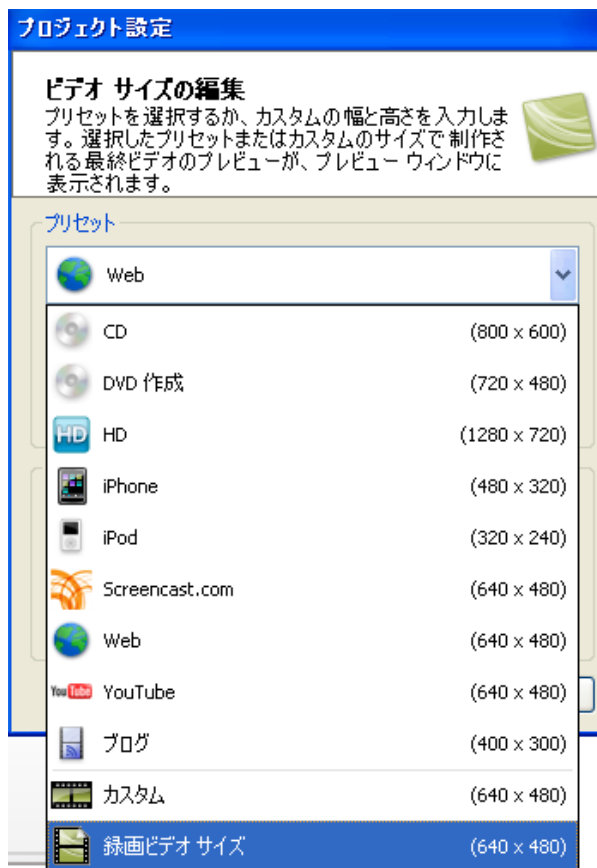 プロジェクト設定
ビデオ サイズの編集
プリセットを選択するか、カスタムの幅と高さを入力しま
す。選択したプリセットまたはカスタムのサイズで制作さ
れる最終ビデオのプレビューが、プレビュー ウィンドウに
表示されます。
プリセット
Web
CD (800 x 600)
DVD 作成 (720 x 480)
HD HD (1280 x 720)
iPhone (480 x 320)
iPod (320 x 240)
Screencast.com (640 x 480)
Web (640 x 480)
YouTube YouTube (640 x 480)
ブログ (400 x 300)
カスタム (640 x 480)
録画ビデオ サイズ (640 x 480)